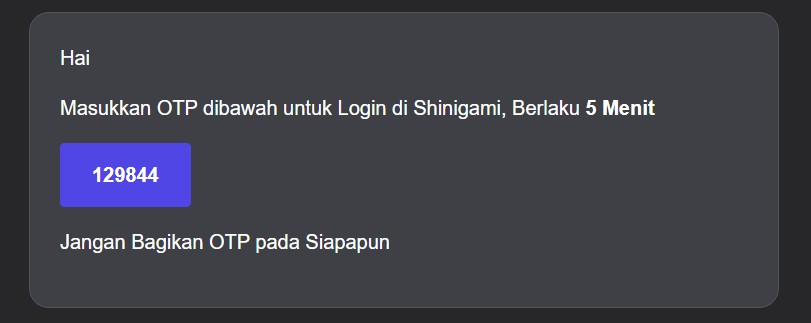 Hai
Masukkan OTP dibawah untuk Login di Shinigami, Berlaku 5 Menit
129844
Jangan Bagikan OTP pada Siapapun